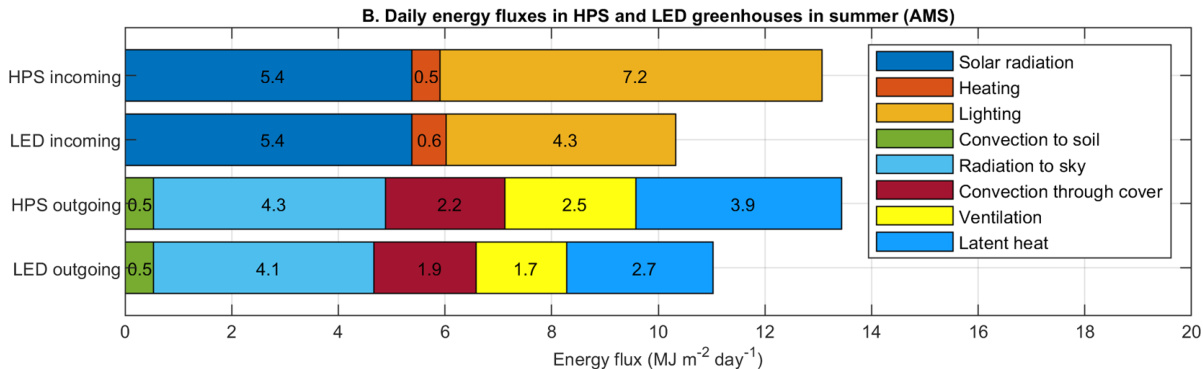 B. Daily energy fluxes in HPS and LED greenhouses in summer (AMS)
HPS incoming
5.4
0.5
7.2
LED incoming
5.4
0.6
4.3
HPS outgoing
0.5
4.3
2.2
2.5
3.9
LED outgoing
0.5
4.1
1.9
1.7
2.7
Solar radiation
Heating
Lighting
Convection to soil
Radiation to sky
Convection through cover
Ventilation
Latent heat
0 2 4 6 8 10 12 14 16 18 20
Energy flux (MJ m⁻² day⁻¹)